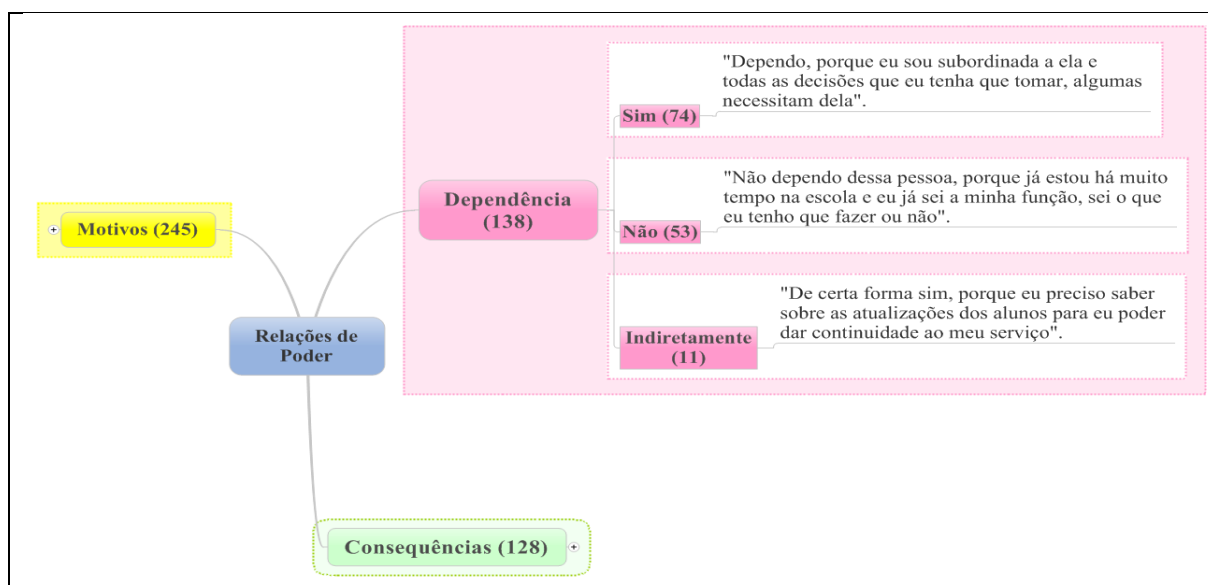 "Dependo, porque eu sou subordinada a ela e
todas as decisões que eu tenha que tomar, algumas
necessitam dela".
Sim (74)
"Não dependo dessa pessoa, porque já estou há muito
tempo na escola e eu já sei a minha função, sei o que
eu tenho que fazer ou não".
Não (53)
"De certa forma sim, porque eu preciso saber
sobre as atualizações dos alunos para eu poder
dar continuidade ao meu serviço".
Indiretamente
(11)
Dependência
(138)
Motivos (245)
Relações de
Poder
Consequências (128)